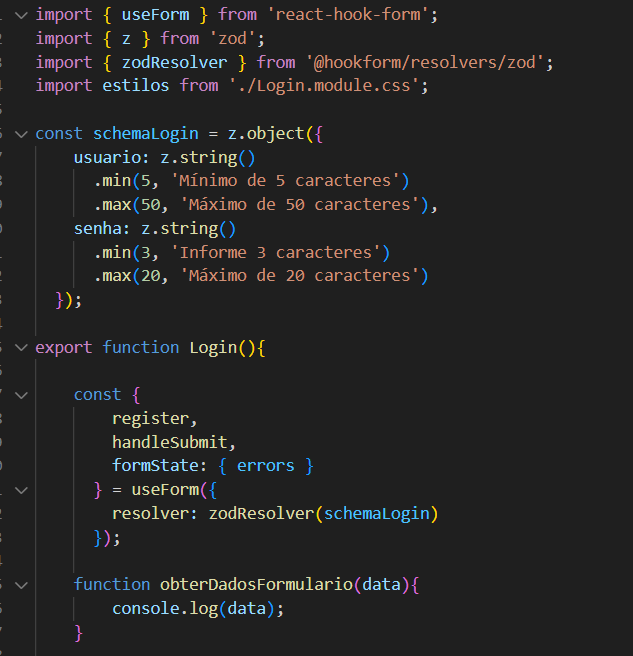 import { useForm } from 'react-hook-form';
import { z } from 'zod';
import { zodResolver } from '@hookform/resolvers/zod';
import estilos from './Login.module.css';
const schemaLogin = z.object({
usuario: z.string()
.min(5, 'Mínimo de 5 caracteres')
.max(50, 'Máximo de 50 caracteres'),
senha: z.string()
.min(3, 'Informe 3 caracteres')
.max(20, 'Máximo de 20 caracteres')
});
export function Login(){
const {
register,
handleSubmit,
formState: { errors }
} = useForm({
resolver: zodResolver(schemaLogin)
});
function obterDadosFormulario(data){
console.log(data);
}